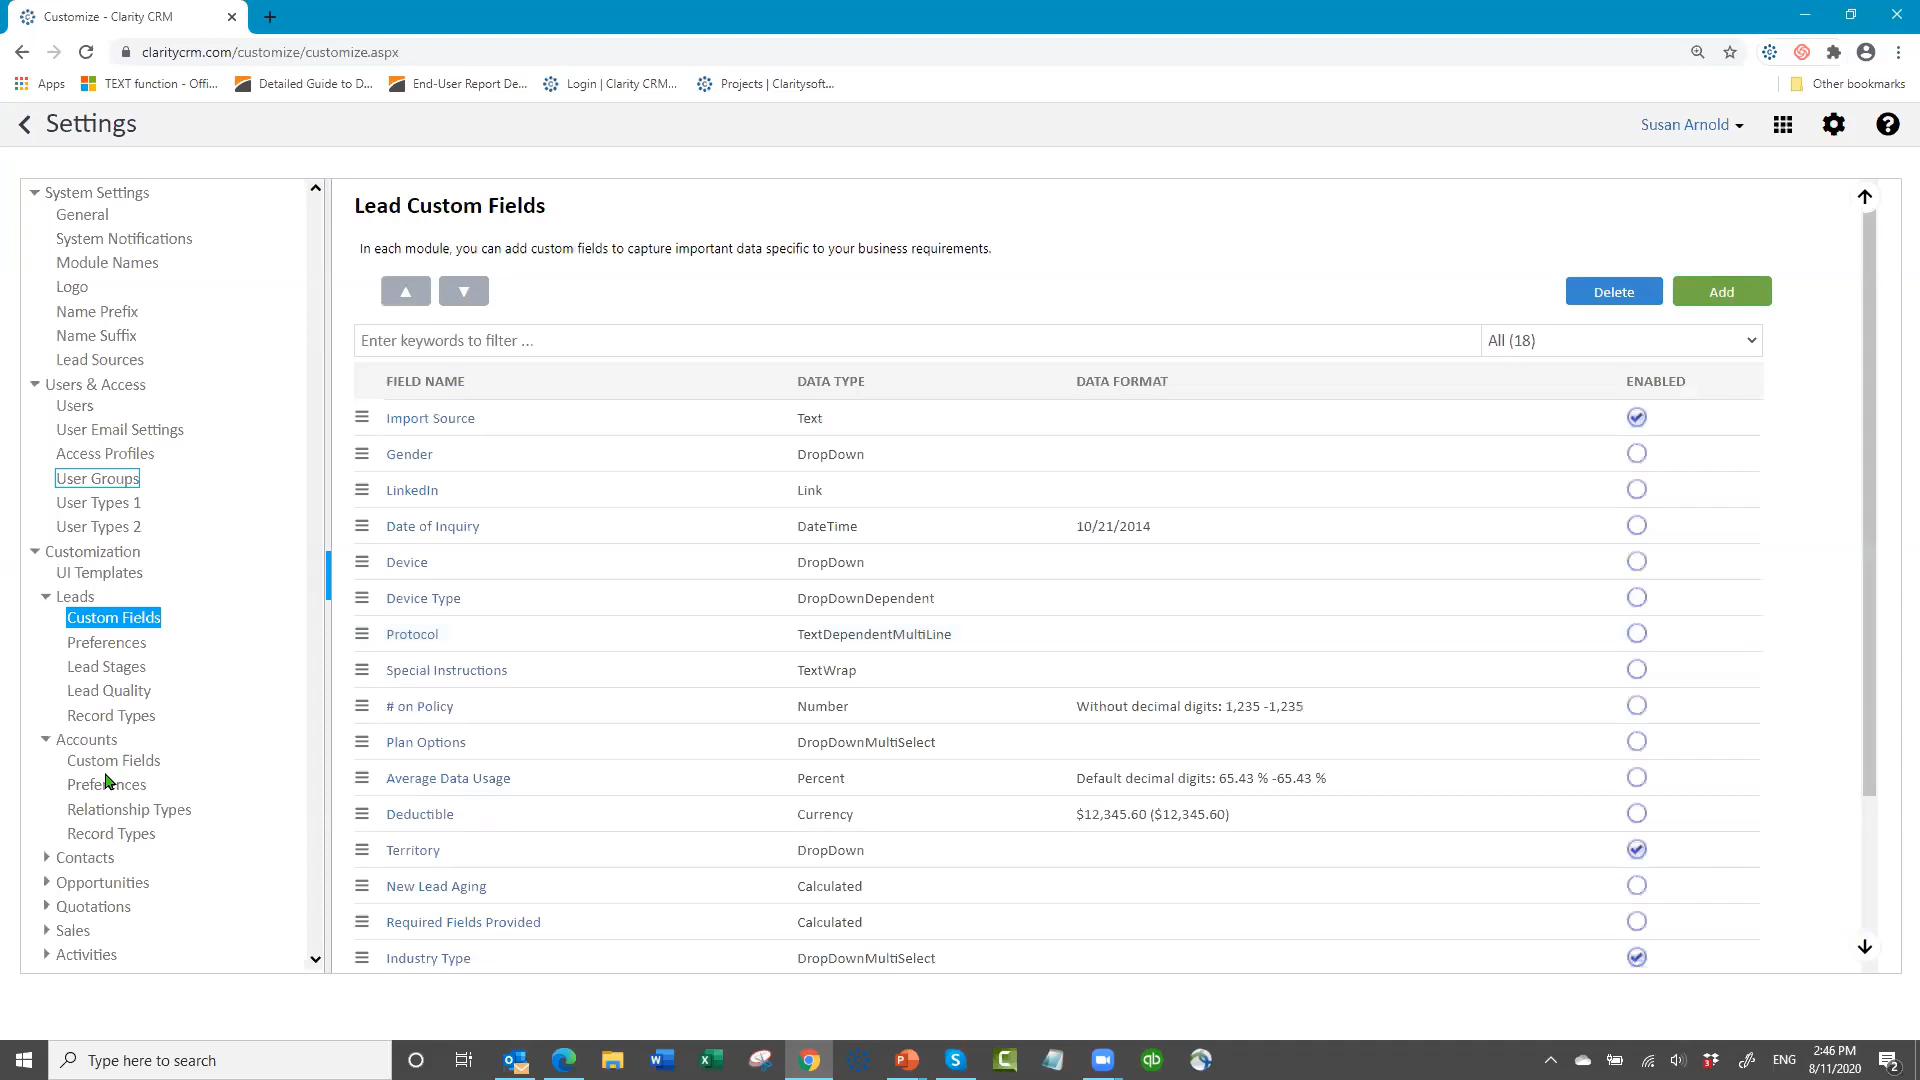 Customize - Clarity CRM
claritycrm.com/customize/customize.aspx
Apps
TEXT function - Offi...
Detailed Guide to D...
End-User Report De...
Login | Clarity CRM...
Projects | Claritysoft...
Other bookmarks
Settings
Susan Arnold
System Settings
General
System Notifications
Module Names
Logo
Name Prefix
Name Suffix
Lead Sources
Users & Access
Users
User Email Settings
Access Profiles
User Groups
User Types 1
User Types 2
Customization
UI Templates
Leads
Custom Fields
Preferences
Lead Stages
Lead Quality
Record Types
Accounts
Custom Fields
Preferences
Relationship Types
Record Types
Contacts
Opportunities
Quotations
Sales
Activities
Lead Custom Fields
In each module, you can add custom fields to capture important data specific to your business requirements.
Delete
Add
Enter keywords to filter ...
All (18)
FIELD NAME DATA TYPE DATA FORMAT ENABLED
Import Source Text
Gender DropDown
LinkedIn Link
Date of Inquiry DateTime 10/21/2014
Device DropDown
Device Type DropDownDependent
Protocol TextDependentMultiLine
Special Instructions TextWrap
# on Policy Number Without decimal digits: 1,235 -1,235
Plan Options DropDownMultiSelect
Average Data Usage Percent Default decimal digits: 65.43 % -65.43 %
Deductible Currency $12,345.60 ($12,345.60)
Territory DropDown
New Lead Aging Calculated
Required Fields Provided Calculated
Industry Type DropDownMultiSelect
Type here to search
ENG
2:46 PM
8/11/2020
2